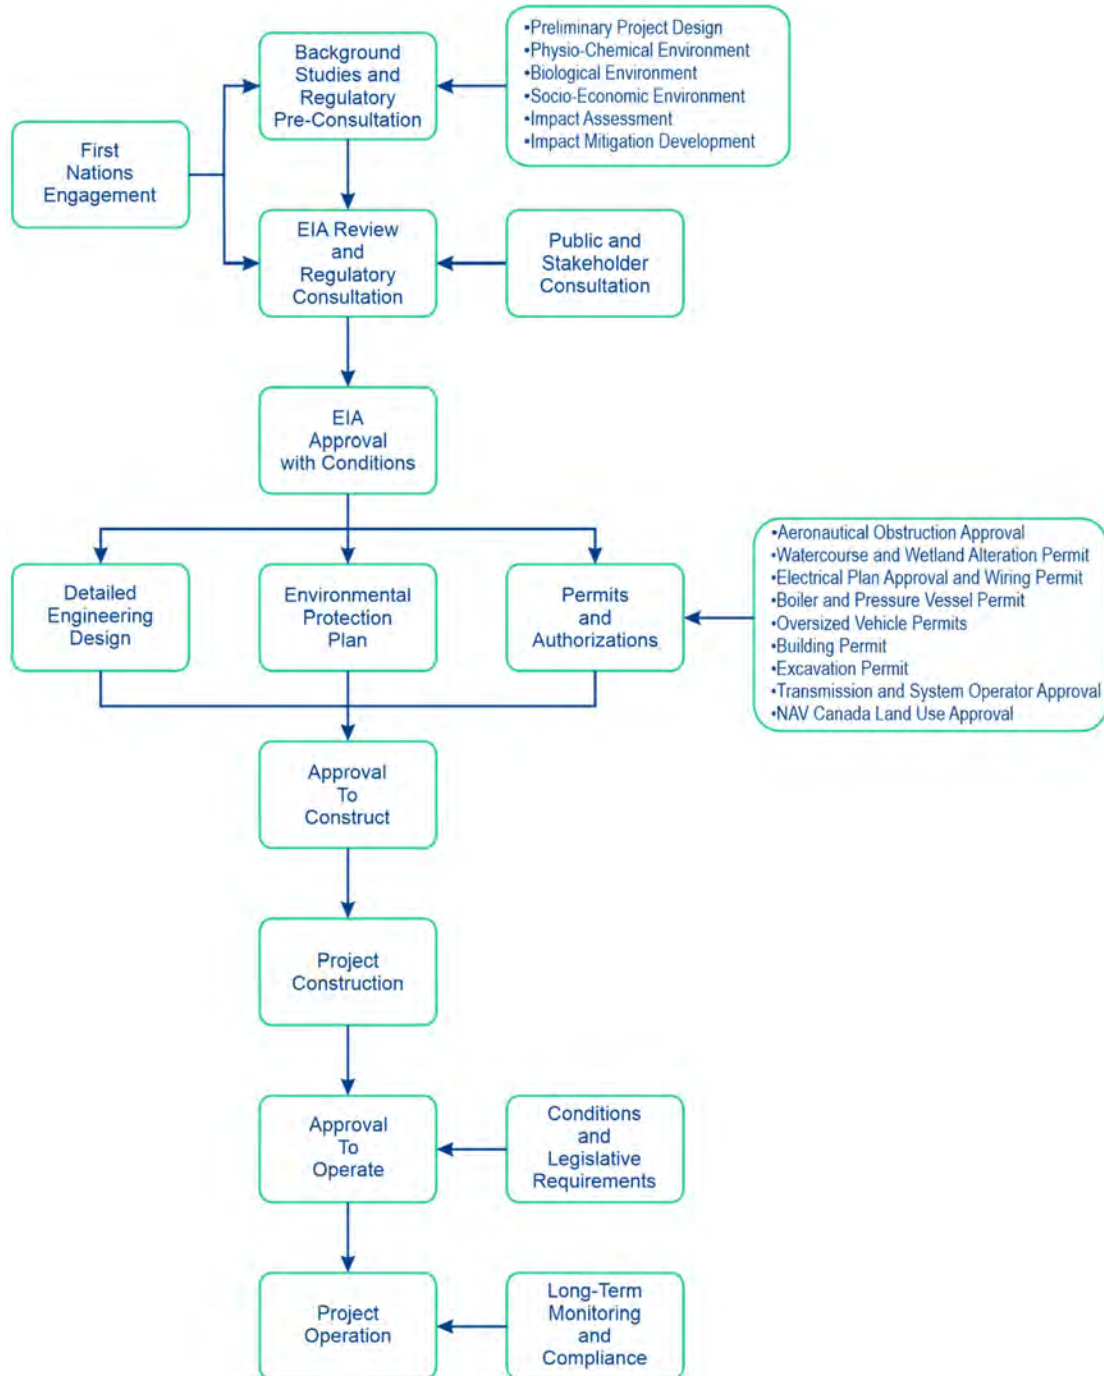 Background
Studies and
Regulatory
Pre-Consultation
•Preliminary Project Design
•Physio-Chemical Environment
•Biological Environment
•Socio-Economic Environment
•Impact Assessment
•Impact Mitigation Development
First
Nations
Engagement
EIA Review
and
Regulatory
Consultation
Public and
Stakeholder
Consultation
EIA
Approval
with Conditions
Detailed
Engineering
Design
Environmental
Protection
Plan
Permits
and
Authorizations
•Aeronautical Obstruction Approval
•Watercourse and Wetland Alteration Permit
•Electrical Plan Approval and Wiring Permit
•Boiler and Pressure Vessel Permit
•Oversized Vehicle Permits
•Building Permit
•Excavation Permit
•Transmission and System Operator Approval
•NAV Canada Land Use Approval
Approval
To
Construct
Project
Construction
Approval
To
Operate
Conditions
and
Legislative
Requirements
Project
Operation
Long-Term
Monitoring
and
Compliance